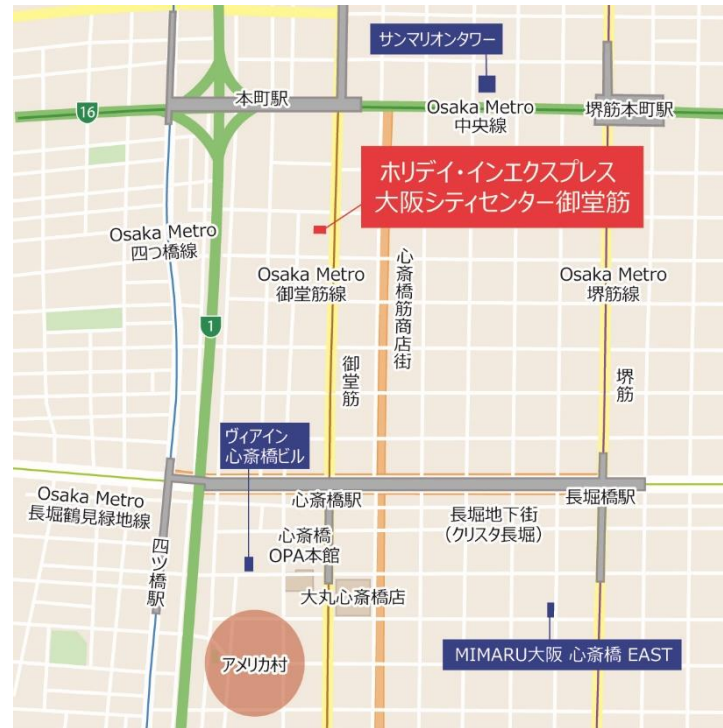 サンマリオンタワー
本町駅
16
Osaka Metro
中央線
堺筋本町駅
ホリデイ・インエクスプレス
大阪シティセンター御堂筋
Osaka Metro
四つ橋線
Osaka Metro
御堂筋線
心斎橋筋商店街
Osaka Metro
堺筋線
1
御堂筋
堺筋
ヴィアイン
心斎橋ビル
Osaka Metro
長堀鶴見緑地線
心斎橋駅
長堀橋駅
四ツ橋駅
心斎橋
OPA本館
長堀地下街
(クリスタ長堀)
大丸心斎橋店
アメリカ村
MIMARU大阪 心斎橋 EAST